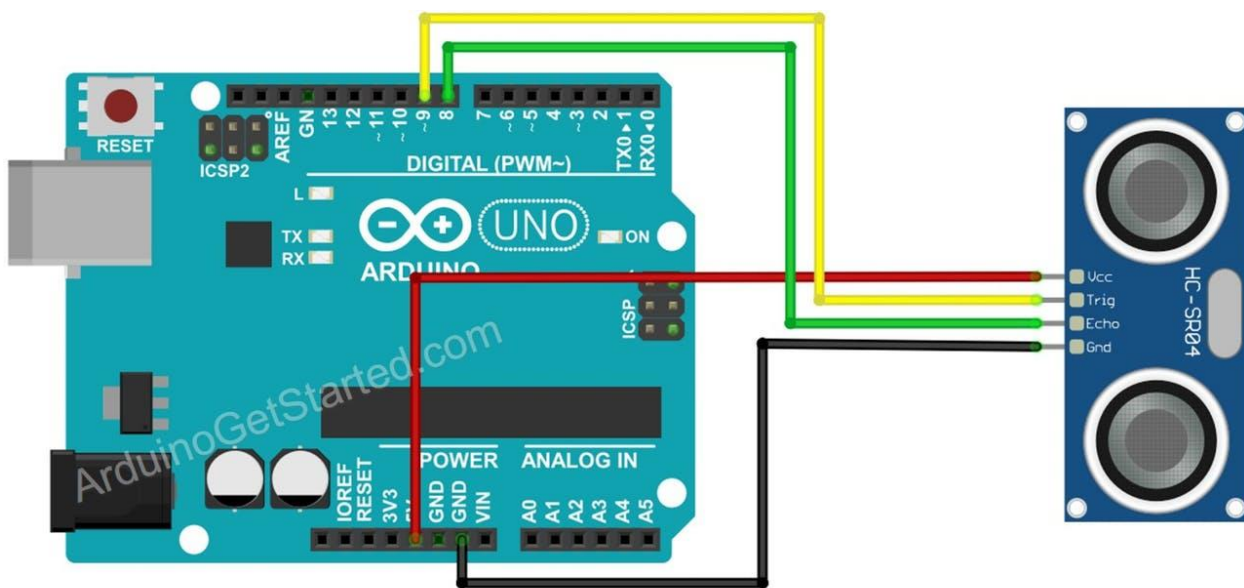 RESET
ICSP2
AREF
GN
13
12
~11
~10
~9
8
7
~6
~5
4
~3
2
TX0▶1
RX0◀0
DIGITAL (PWM~)
L
TX
RX
UNO
ON
ARDUINO
ICSP
Vcc
Trig
Echo
Gnd
HC-SR04
ArduinoGetStarted.com
POWER
ANALOG IN
IOREF
RESET
3V3
5V
GND
GND
VIN
A0
A1
A2
A3
A4
A5